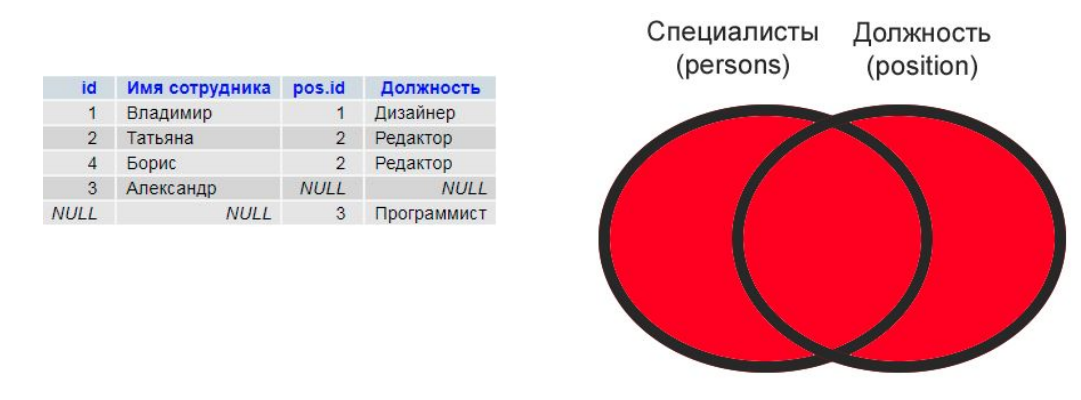 id Имя сотрудника pos.id Должность
1 Владимир 1 Дизайнер
2 Татьяна 2 Редактор
4 Борис 2 Редактор
3 Александр NULL NULL
NULL NULL 3 Программист
Специалисты
(persons)
Должность
(position)